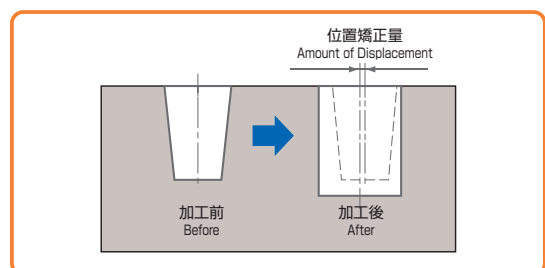 位置矯正量
Amount of Displacement
加工前
Before
加工後
After